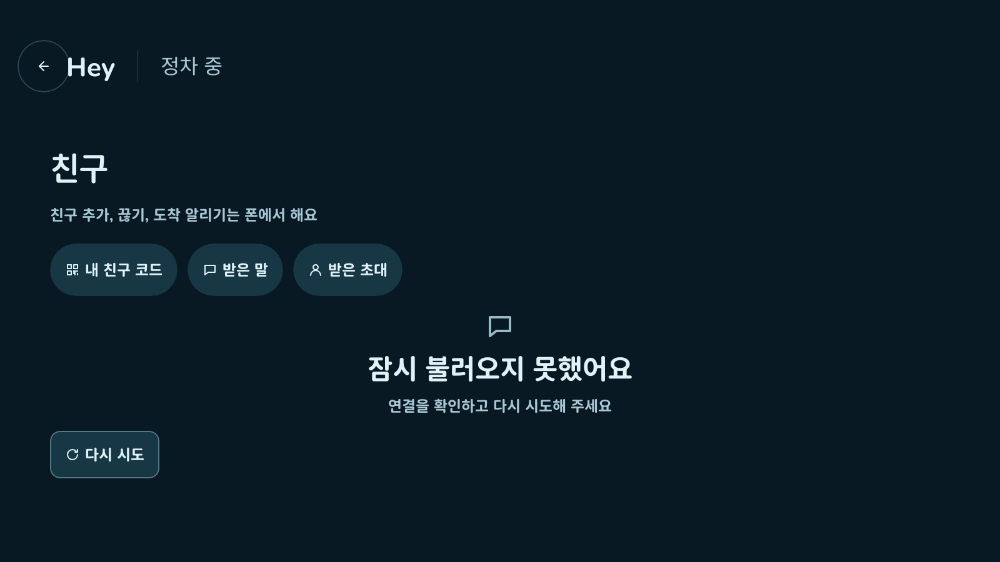 Hey 정차 중
친구
친구 추가, 끊기, 도착 알리기는 폰에서 해요
내 친구 코드 받은 말 받은 초대
잠시 불러오지 못했어요
연결을 확인하고 다시 시도해 주세요
다시 시도